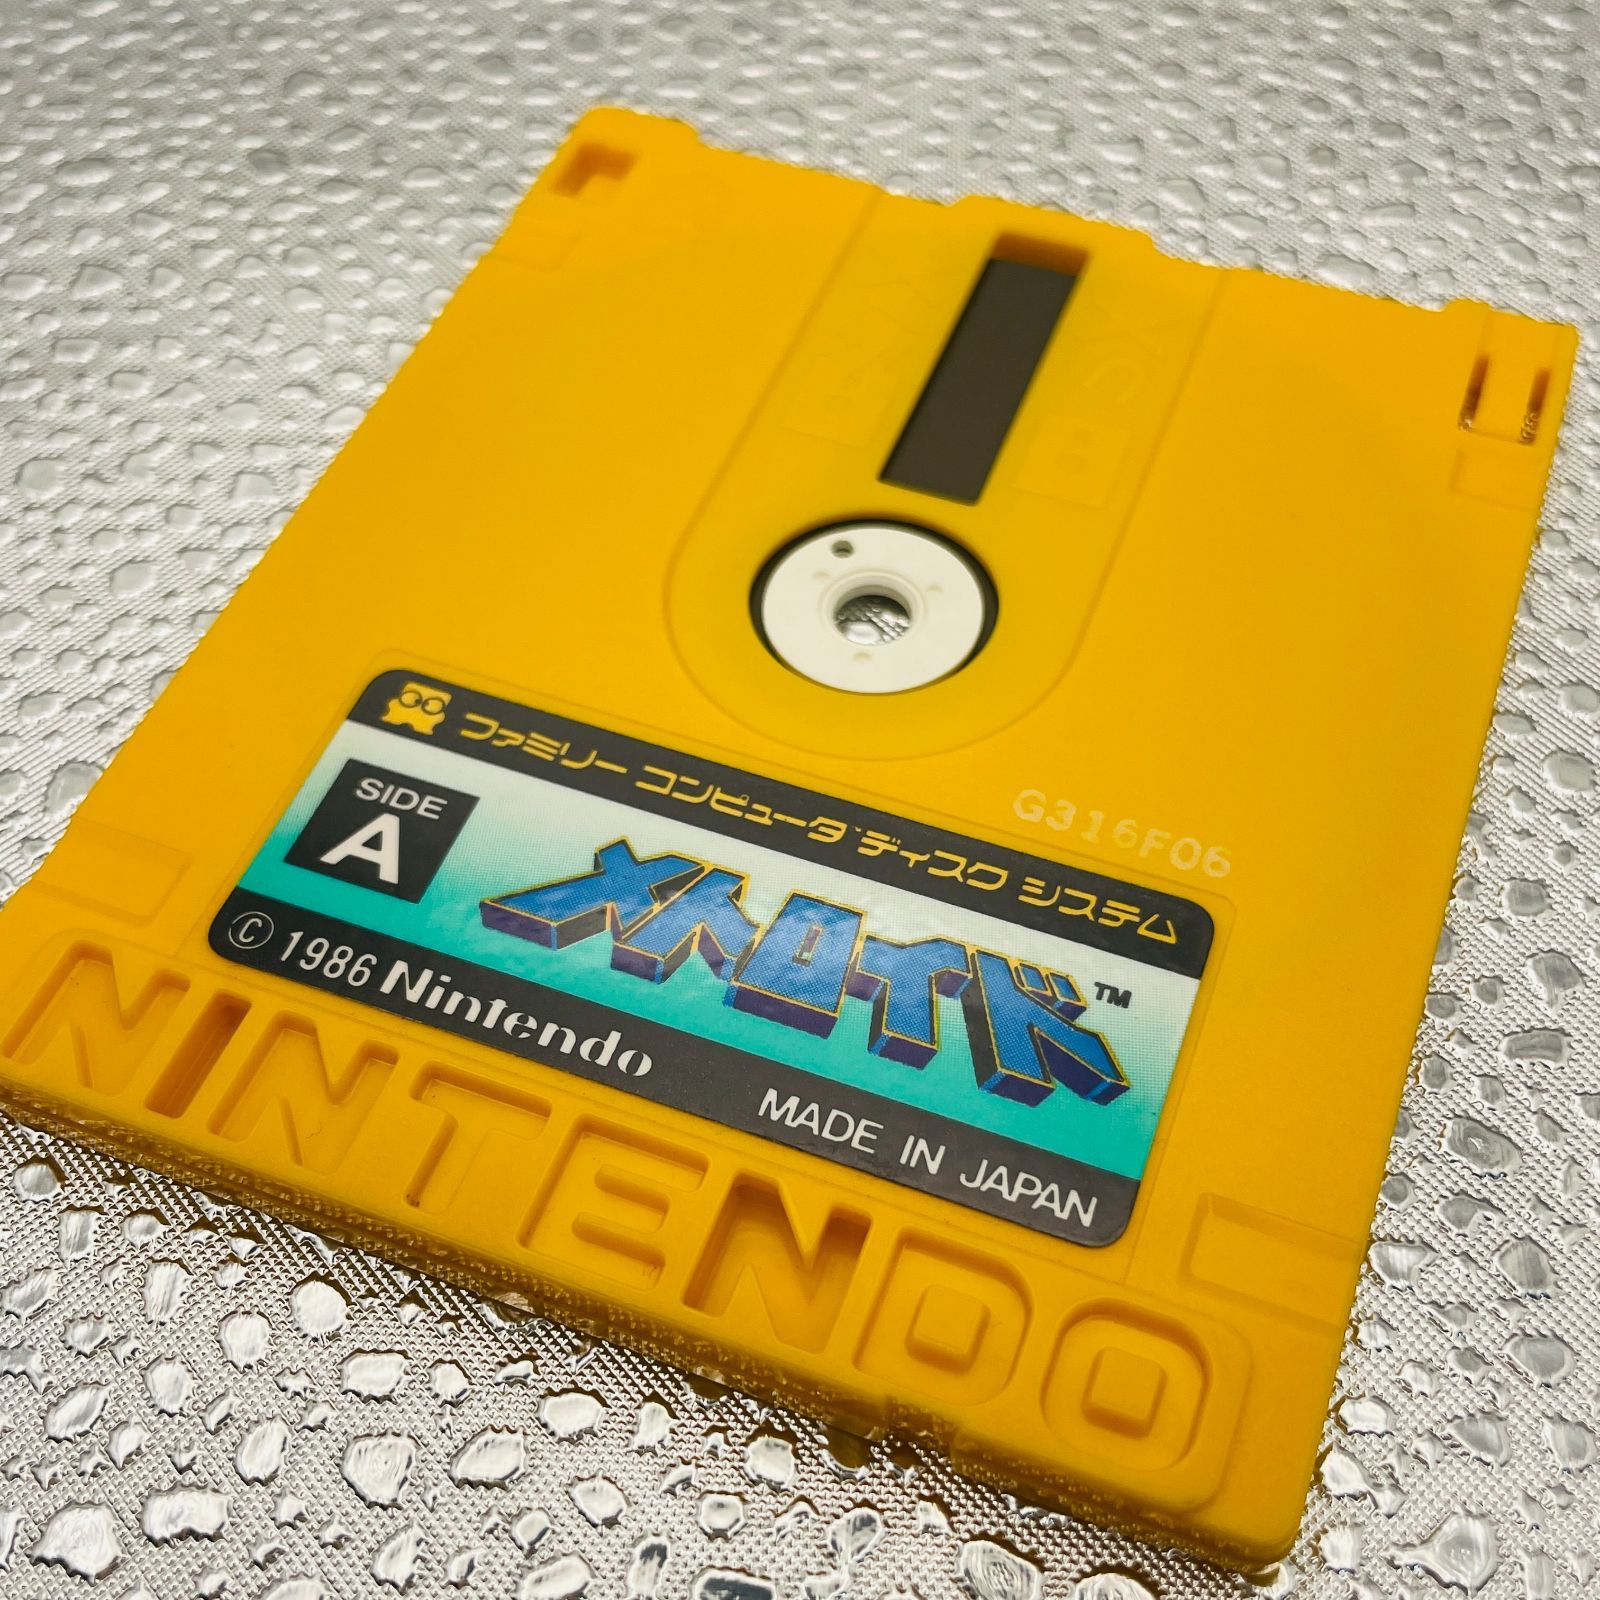 G316F06
ファミリー コンピュータ ディスク システム
SIDE
A
メトロイド™
© 1986 Nintendo
MADE IN JAPAN
NINTENDO